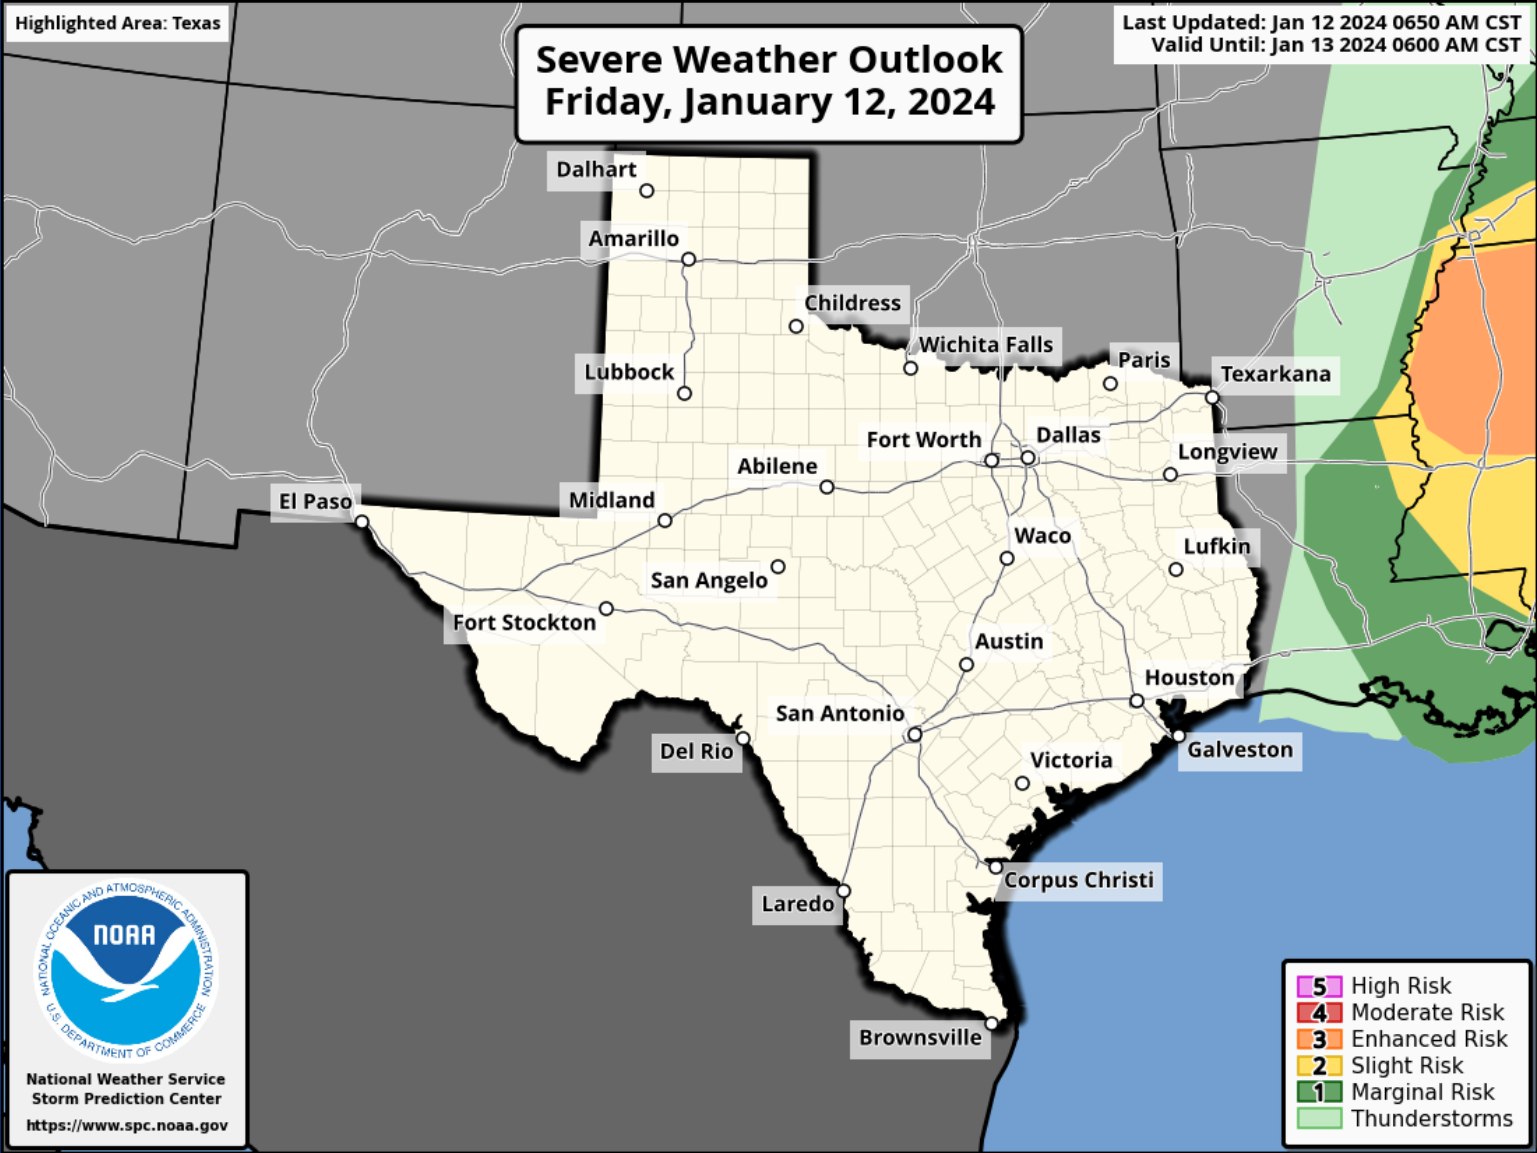 Highlighted Area: Texas
Severe Weather Outlook
Friday, January 12, 2024
Last Updated: Jan 12 2024 0650 AM CST
Valid Until: Jan 13 2024 0600 AM CST
Dalhart
Amarillo
Childress
Wichita Falls
Paris
Texarkana
Lubbock
Fort Worth
Dallas
Longview
Abilene
El Paso
Midland
Waco
Lufkin
San Angelo
Fort Stockton
Austin
Houston
San Antonio
Del Rio
Galveston
Victoria
Corpus Christi
Laredo
Brownsville
NATIONAL OCEANIC AND ATMOSPHERIC ADMINISTRATION
NOAA
U.S. DEPARTMENT OF COMMERCE
National Weather Service
Storm Prediction Center
https://www.spc.noaa.gov
5 High Risk
4 Moderate Risk
3 Enhanced Risk
2 Slight Risk
1 Marginal Risk
Thunderstorms